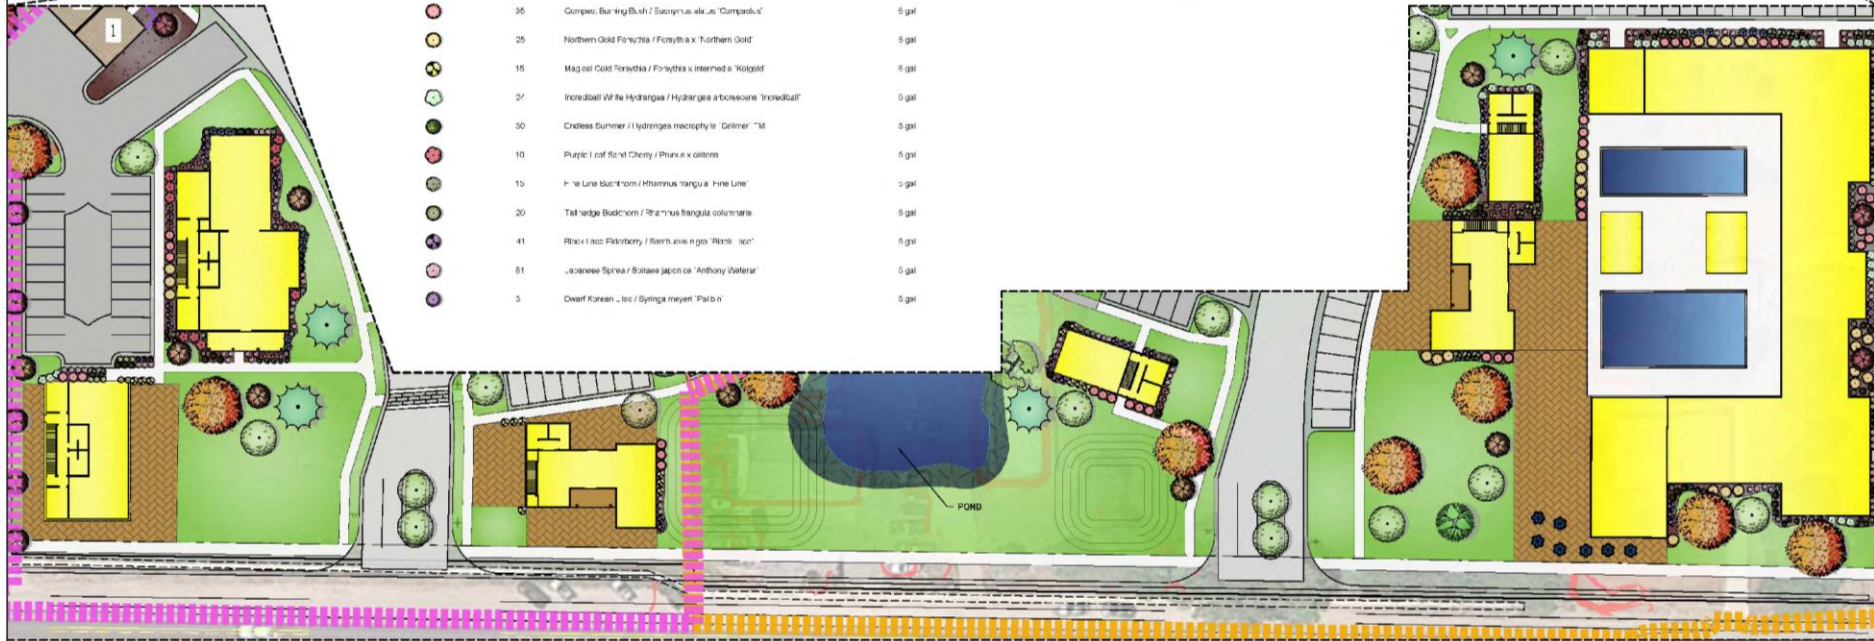 1
35 Compact Burning Bush / Euonymus alatus 'Compactus' 5 gal
25 Northern Gold Forsythia / Forsythia x 'Northern Gold' 5 gal
15 Magical Gold Forsythia / Forsythia x intermedia 'Kolgold' 5 gal
24 Incrediball White Hydrangea / Hydrangea arborescens 'Incrediball' 5 gal
30 Endless Summer / Hydrangea macrophylla 'Bailmer' TM 5 gal
10 Purple Leaf Sand Cherry / Prunus x cistena 5 gal
15 Fine Line Buckthorn / Rhamnus frangula 'Fine Line' 5 gal
20 Tallhedge Buckthorn / Rhamnus frangula columnaris 5 gal
41 Black Lace Elderberry / Sambucus nigra 'Black Lace' 5 gal
81 Japanese Spirea / Spiraea japonica 'Anthony Waterer' 5 gal
3 Dwarf Korean Lilac / Syringa meyeri 'Palibin' 5 gal
POND